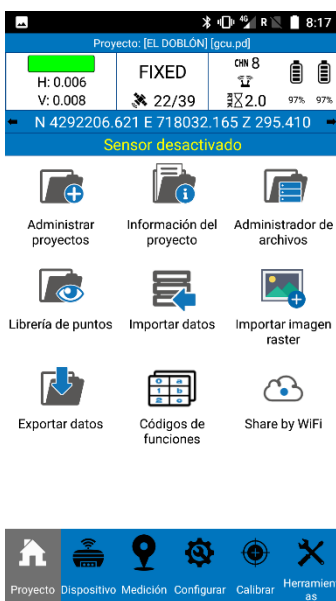 4G R 8:17
Proyecto: [EL DOBLÓN] [gcu.pd]
H: 0.006
V: 0.008
FIXED
22/39
CHN 8
2.0
97% 97%
N 4292206.621 E 718032.165 Z 295.410
Sensor desactivado
Administrar proyectos
Información del proyecto
Administrador de archivos
Librería de puntos
Importar datos
Importar imagen raster
Exportar datos
Códigos de funciones
Share by WiFi
Proyecto Dispositivo Medición Configurar Calibrar Herramientas